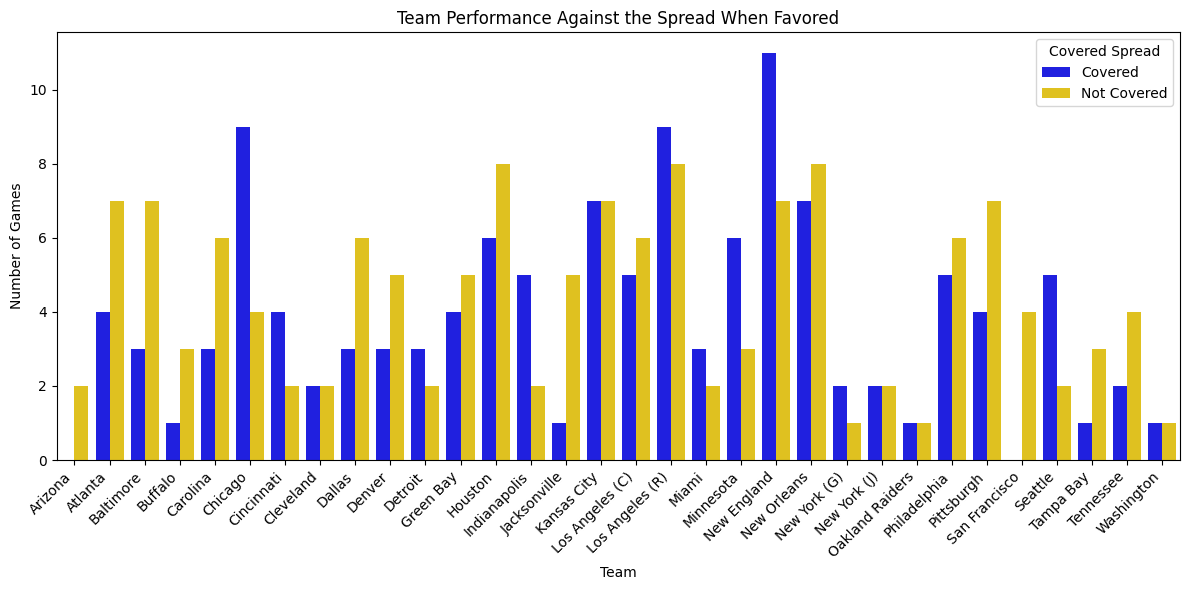 Team Performance Against the Spread When Favored
Covered Spread
Covered
Not Covered
Number of Games
10
8
6
4
2
0
Arizona
Atlanta
Baltimore
Buffalo
Carolina
Chicago
Cincinnati
Cleveland
Dallas
Denver
Detroit
Green Bay
Houston
Indianapolis
Jacksonville
Kansas City
Los Angeles (C)
Los Angeles (R)
Miami
Minnesota
New England
New Orleans
New York (G)
New York (J)
Oakland Raiders
Philadelphia
Pittsburgh
San Francisco
Seattle
Tampa Bay
Tennessee
Washington
Team